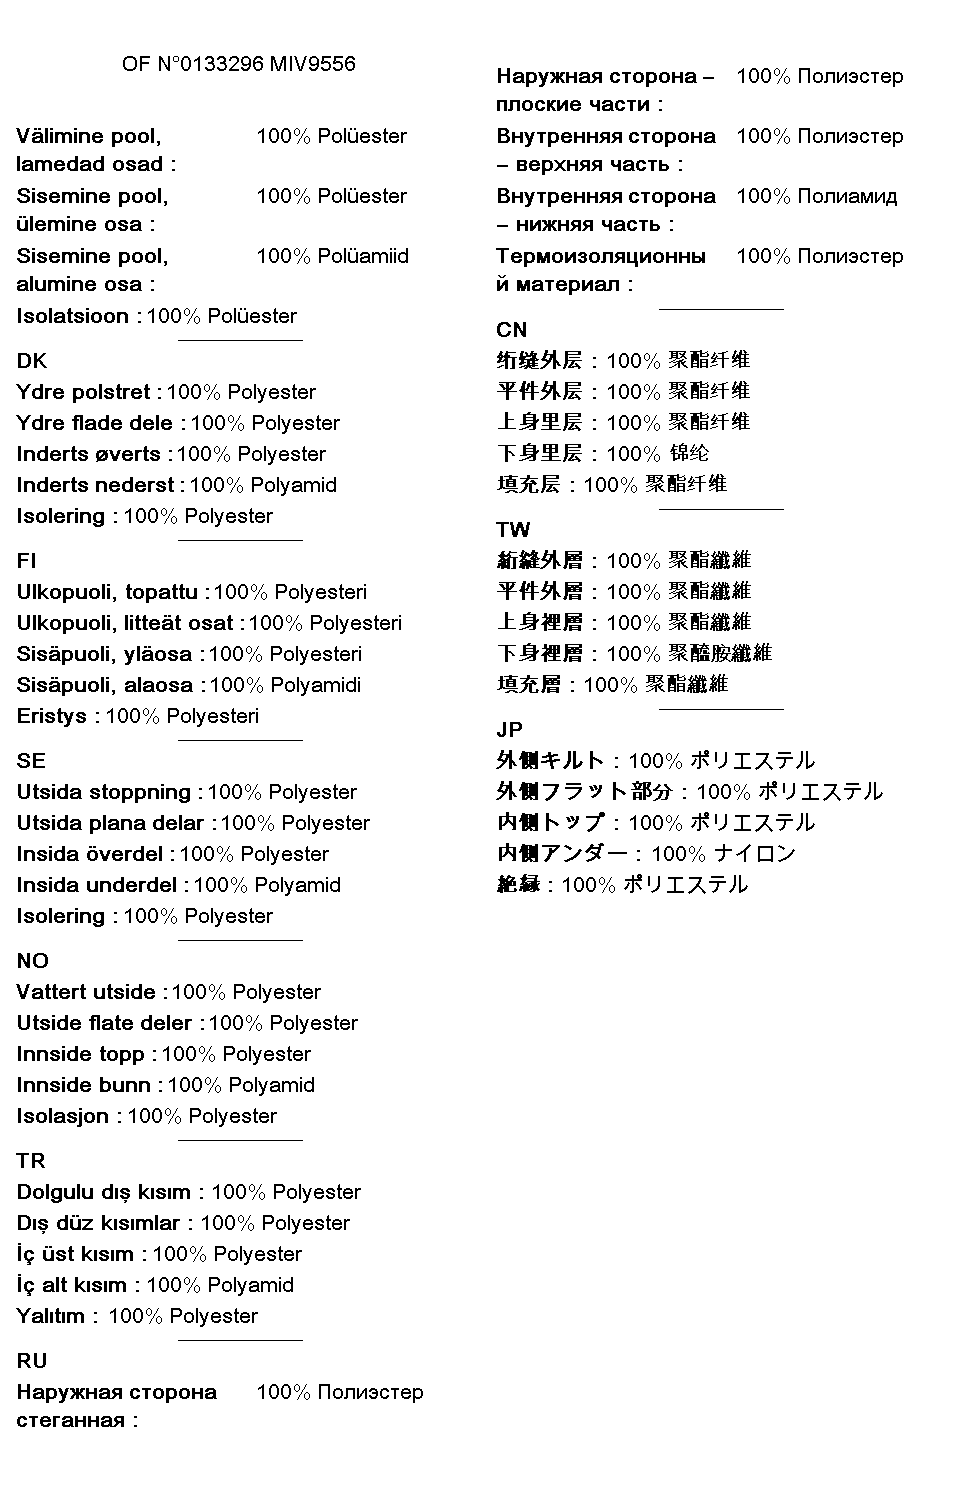 OF N°0133296 MIV9556
Välimine pool, 100% Polüester
lamedad osad :
Sisemine pool, 100% Polüester
ülemine osa :
Sisemine pool, 100% Polüamiid
alumine osa :
Isolatsioon : 100% Polüester
DK
Ydre polstret : 100% Polyester
Ydre flade dele : 100% Polyester
Inderts øverts : 100% Polyester
Inderts nederst : 100% Polyamid
Isolering : 100% Polyester
FI
Ulkopuoli, topattu : 100% Polyesteri
Ulkopuoli, litteät osat : 100% Polyesteri
Sisäpuoli, yläosa : 100% Polyesteri
Sisäpuoli, alaosa : 100% Polyamidi
Eristys : 100% Polyesteri
SE
Utsida stoppning : 100% Polyester
Utsida plana delar : 100% Polyester
Insida överdel : 100% Polyester
Insida underdel : 100% Polyamid
Isolering : 100% Polyester
NO
Vattert utside : 100% Polyester
Utside flate deler : 100% Polyester
Innside topp : 100% Polyester
Innside bunn : 100% Polyamid
Isolasjon : 100% Polyester
TR
Dolgulu dış kısım : 100% Polyester
Dış düz kısımlar : 100% Polyester
İç üst kısım : 100% Polyester
İç alt kısım : 100% Polyamid
Yalıtım : 100% Polyester
RU
Наружная сторона 100% Полиэстер
стеганная :
Наружная сторона – 100% Полиэстер
плоские части :
Внутренняя сторона 100% Полиэстер
– верхняя часть :
Внутренняя сторона 100% Полиамид
– нижняя часть :
Термоизоляционны 100% Полиэстер
й материал :
CN
绗缝外层 : 100% 聚酯纤维
平件外层 : 100% 聚酯纤维
上身里层 : 100% 聚酯纤维
下身里层 : 100% 锦纶
填充层 : 100% 聚酯纤维
TW
絎縫外層 : 100% 聚酯纖維
平件外層 : 100% 聚酯纖維
上身裡層 : 100% 聚酯纖維
下身裡層 : 100% 聚醯胺纖維
填充層 : 100% 聚酯纖維
JP
外側キルト : 100% ポリエステル
外側フラット部分 : 100% ポリエステル
内側トップ : 100% ポリエステル
内側アンダー : 100% ナイロン
絶縁 : 100% ポリエステル